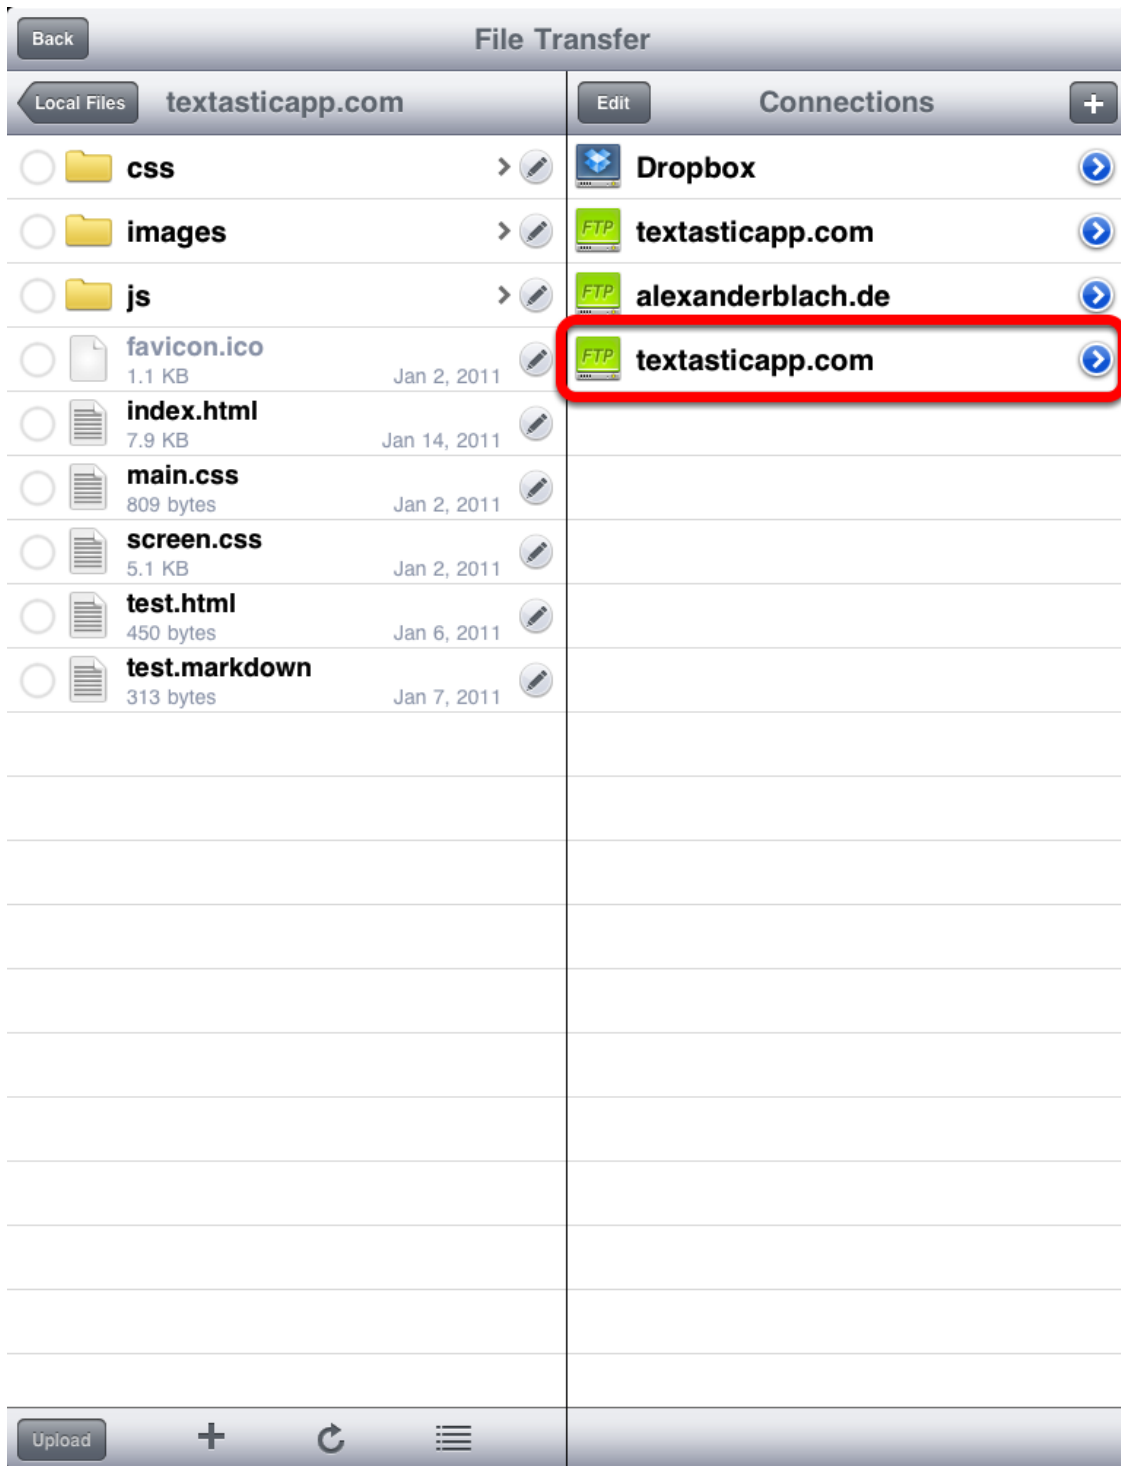 Back
File Transfer
Local Files
textasticapp.com
css
images
js
favicon.ico
1.1 KB
Jan 2, 2011
index.html
7.9 KB
Jan 14, 2011
main.css
809 bytes
Jan 2, 2011
screen.css
5.1 KB
Jan 2, 2011
test.html
450 bytes
Jan 6, 2011
test.markdown
313 bytes
Jan 7, 2011
Upload
Edit
Connections
Dropbox
FTP
textasticapp.com
FTP
alexanderblach.de
FTP
textasticapp.com